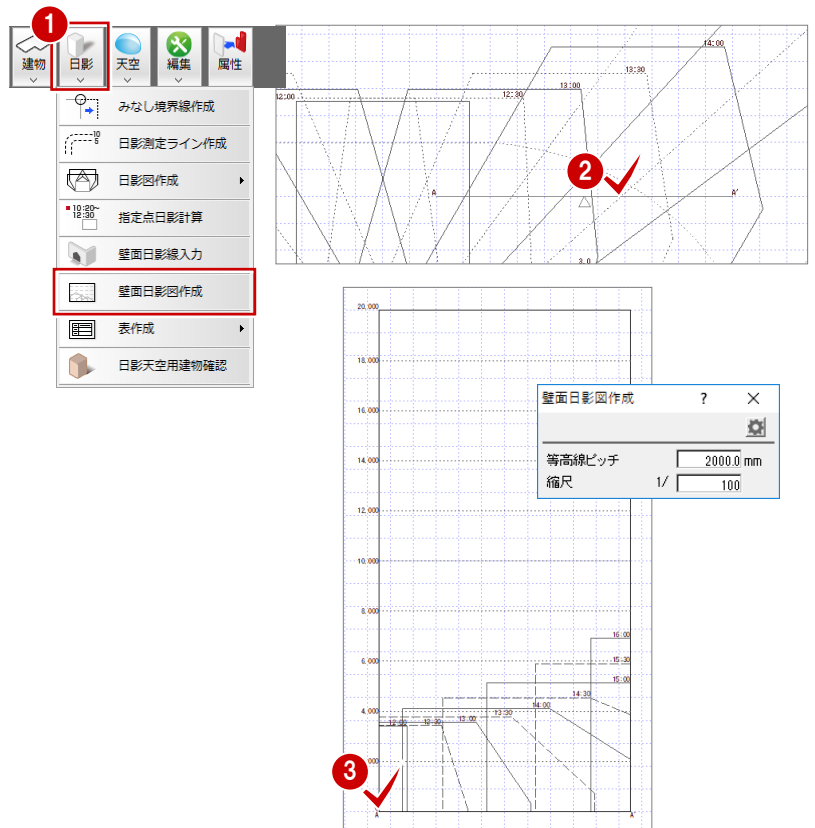 1
建物
日影
天空
編集
属性
みなし境界線作成
10
5
日影測定ライン作成
日影図作成
10:20~
12:30
指定点日影計算
壁面日影線入力
壁面日影図作成
表作成
日影天空用建物確認
14:00
13:30
13:00
12:30
12:00
2
A
A'
3.0
20,000
18,000
16,000
14,000
12,000
10,000
8,000
6,000
4,000
000
16:00
15:30
15:00
14:30
14:00
13:30
13:00
12:30
12:00
3
A
A'
壁面日影図作成
?
等高線ピッチ 2000.0 mm
縮尺 1/ 100